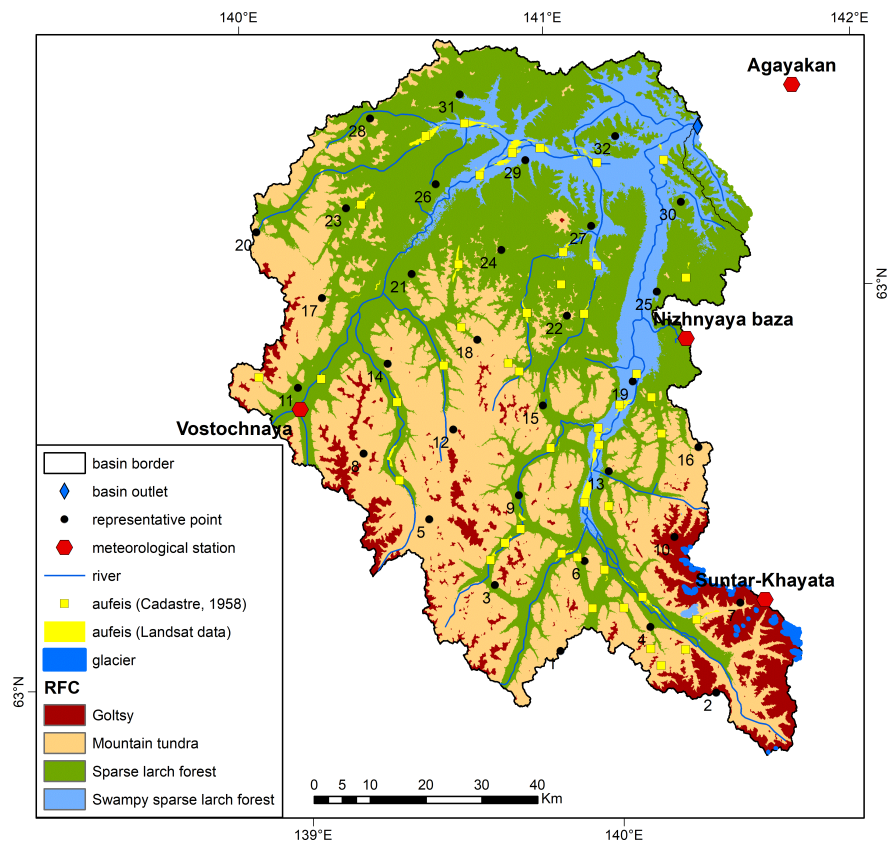 140°E
141°E
142°E
Agayakan
31
28
32
29
26
30
23
20
27
24
21
63°N
25
17
Nizhnyaya baza
22
18
14
19
11
15
Vostochnaya
12
16
8
13
9
5
10
6
Suntar-Khayata
3
7
4
1
2
63°N
basin border
basin outlet
representative point
meteorological station
river
aufeis (Cadastre, 1958)
aufeis (Landsat data)
glacier
RFC
Goltsy
Mountain tundra
Sparse larch forest
Swampy sparse larch forest
0 5 10 20 30 40
Km
139°E
140°E